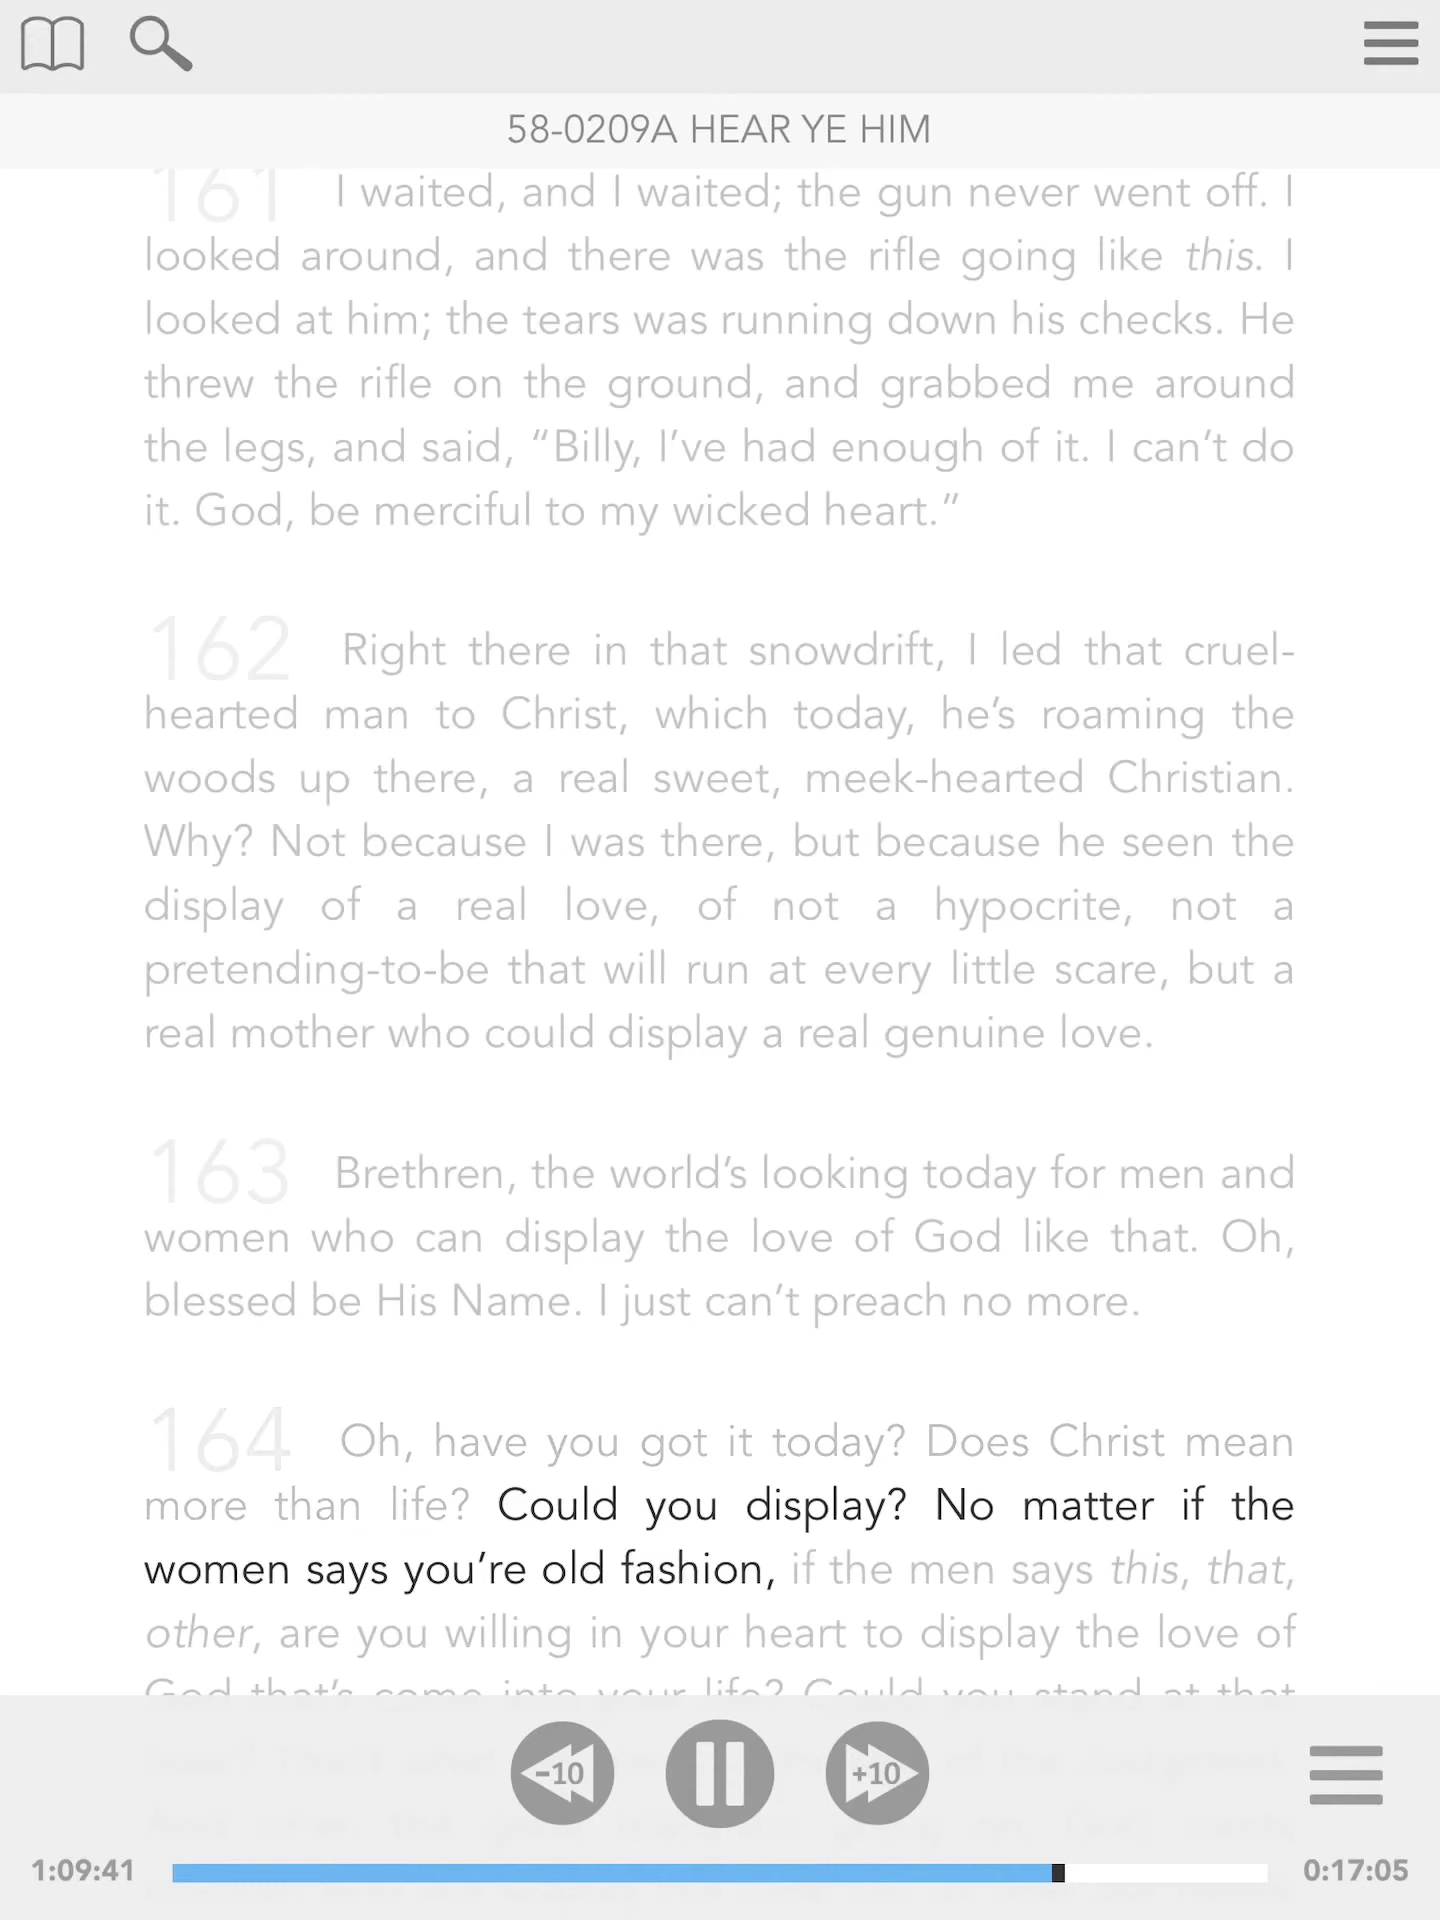 58-0209A HEAR YE HIM
161 I waited, and I waited; the gun never went off. I
looked around, and there was the rifle going like this. I
looked at him; the tears was running down his checks. He
threw the rifle on the ground, and grabbed me around
the legs, and said, “Billy, I’ve had enough of it. I can’t do
it. God, be merciful to my wicked heart.”
162 Right there in that snowdrift, I led that cruel-
hearted man to Christ, which today, he’s roaming the
woods up there, a real sweet, meek-hearted Christian.
Why? Not because I was there, but because he seen the
display of a real love, of not a hypocrite, not a
pretending-to-be that will run at every little scare, but a
real mother who could display a real genuine love.
163 Brethren, the world’s looking today for men and
women who can display the love of God like that. Oh,
blessed be His Name. I just can’t preach no more.
164 Oh, have you got it today? Does Christ mean
more than life? Could you display? No matter if the
women says you’re old fashion, if the men says this, that,
other, are you willing in your heart to display the love of
God that’s come into your life? Could you stand at that
-10 +10
1:09:41 0:17:05